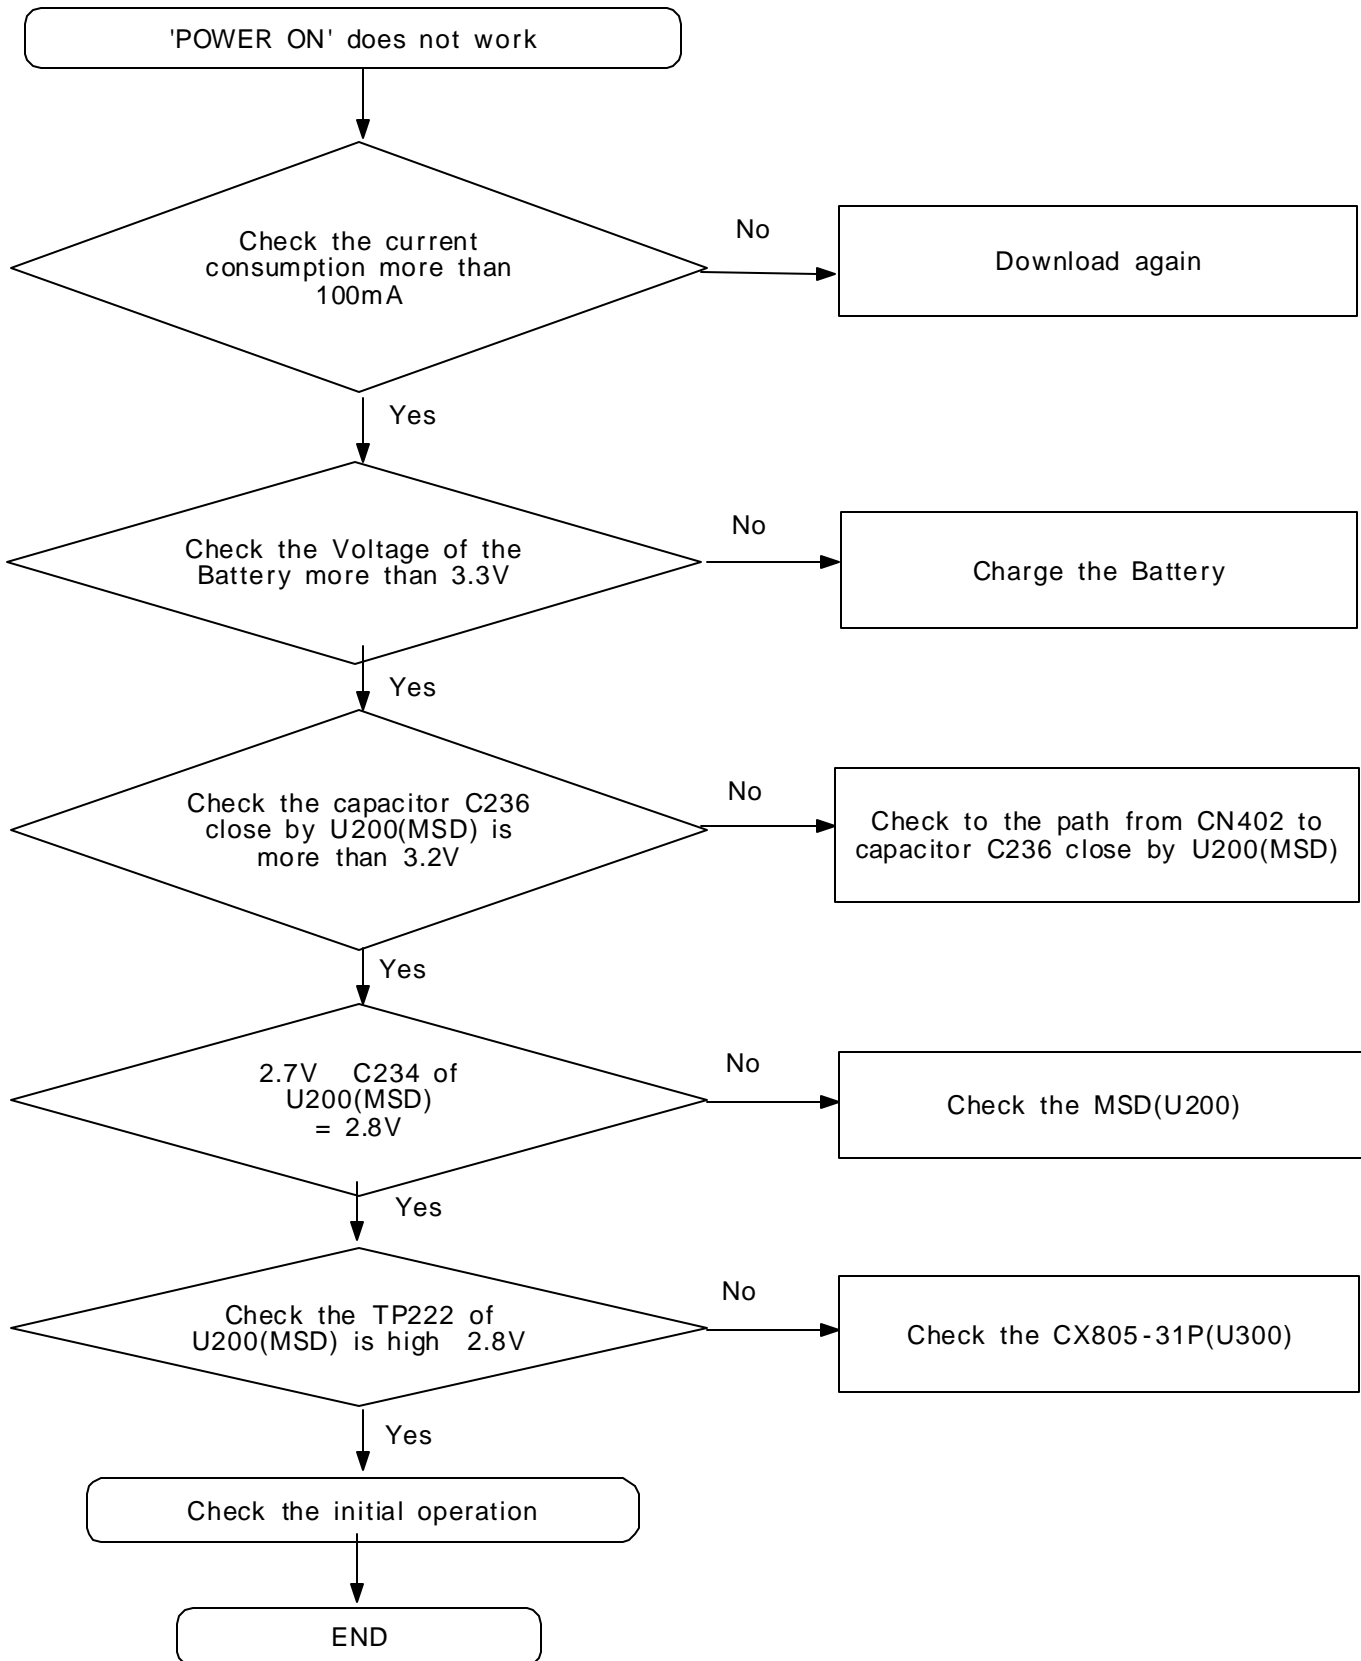 'POWER ON' does not work
Check the current
consumption more than
100mA
No
Download again
Yes
Check the Voltage of the
Battery more than 3.3V
No
Charge the Battery
Yes
Check the capacitor C236
close by U200(MSD) is
more than 3.2V
No
Check to the path from CN402 to
capacitor C236 close by U200(MSD)
Yes
2.7V C234 of
U200(MSD)
= 2.8V
No
Check the MSD(U200)
Yes
Check the TP222 of
U200(MSD) is high 2.8V
No
Check the CX805-31P(U300)
Yes
Check the initial operation
END